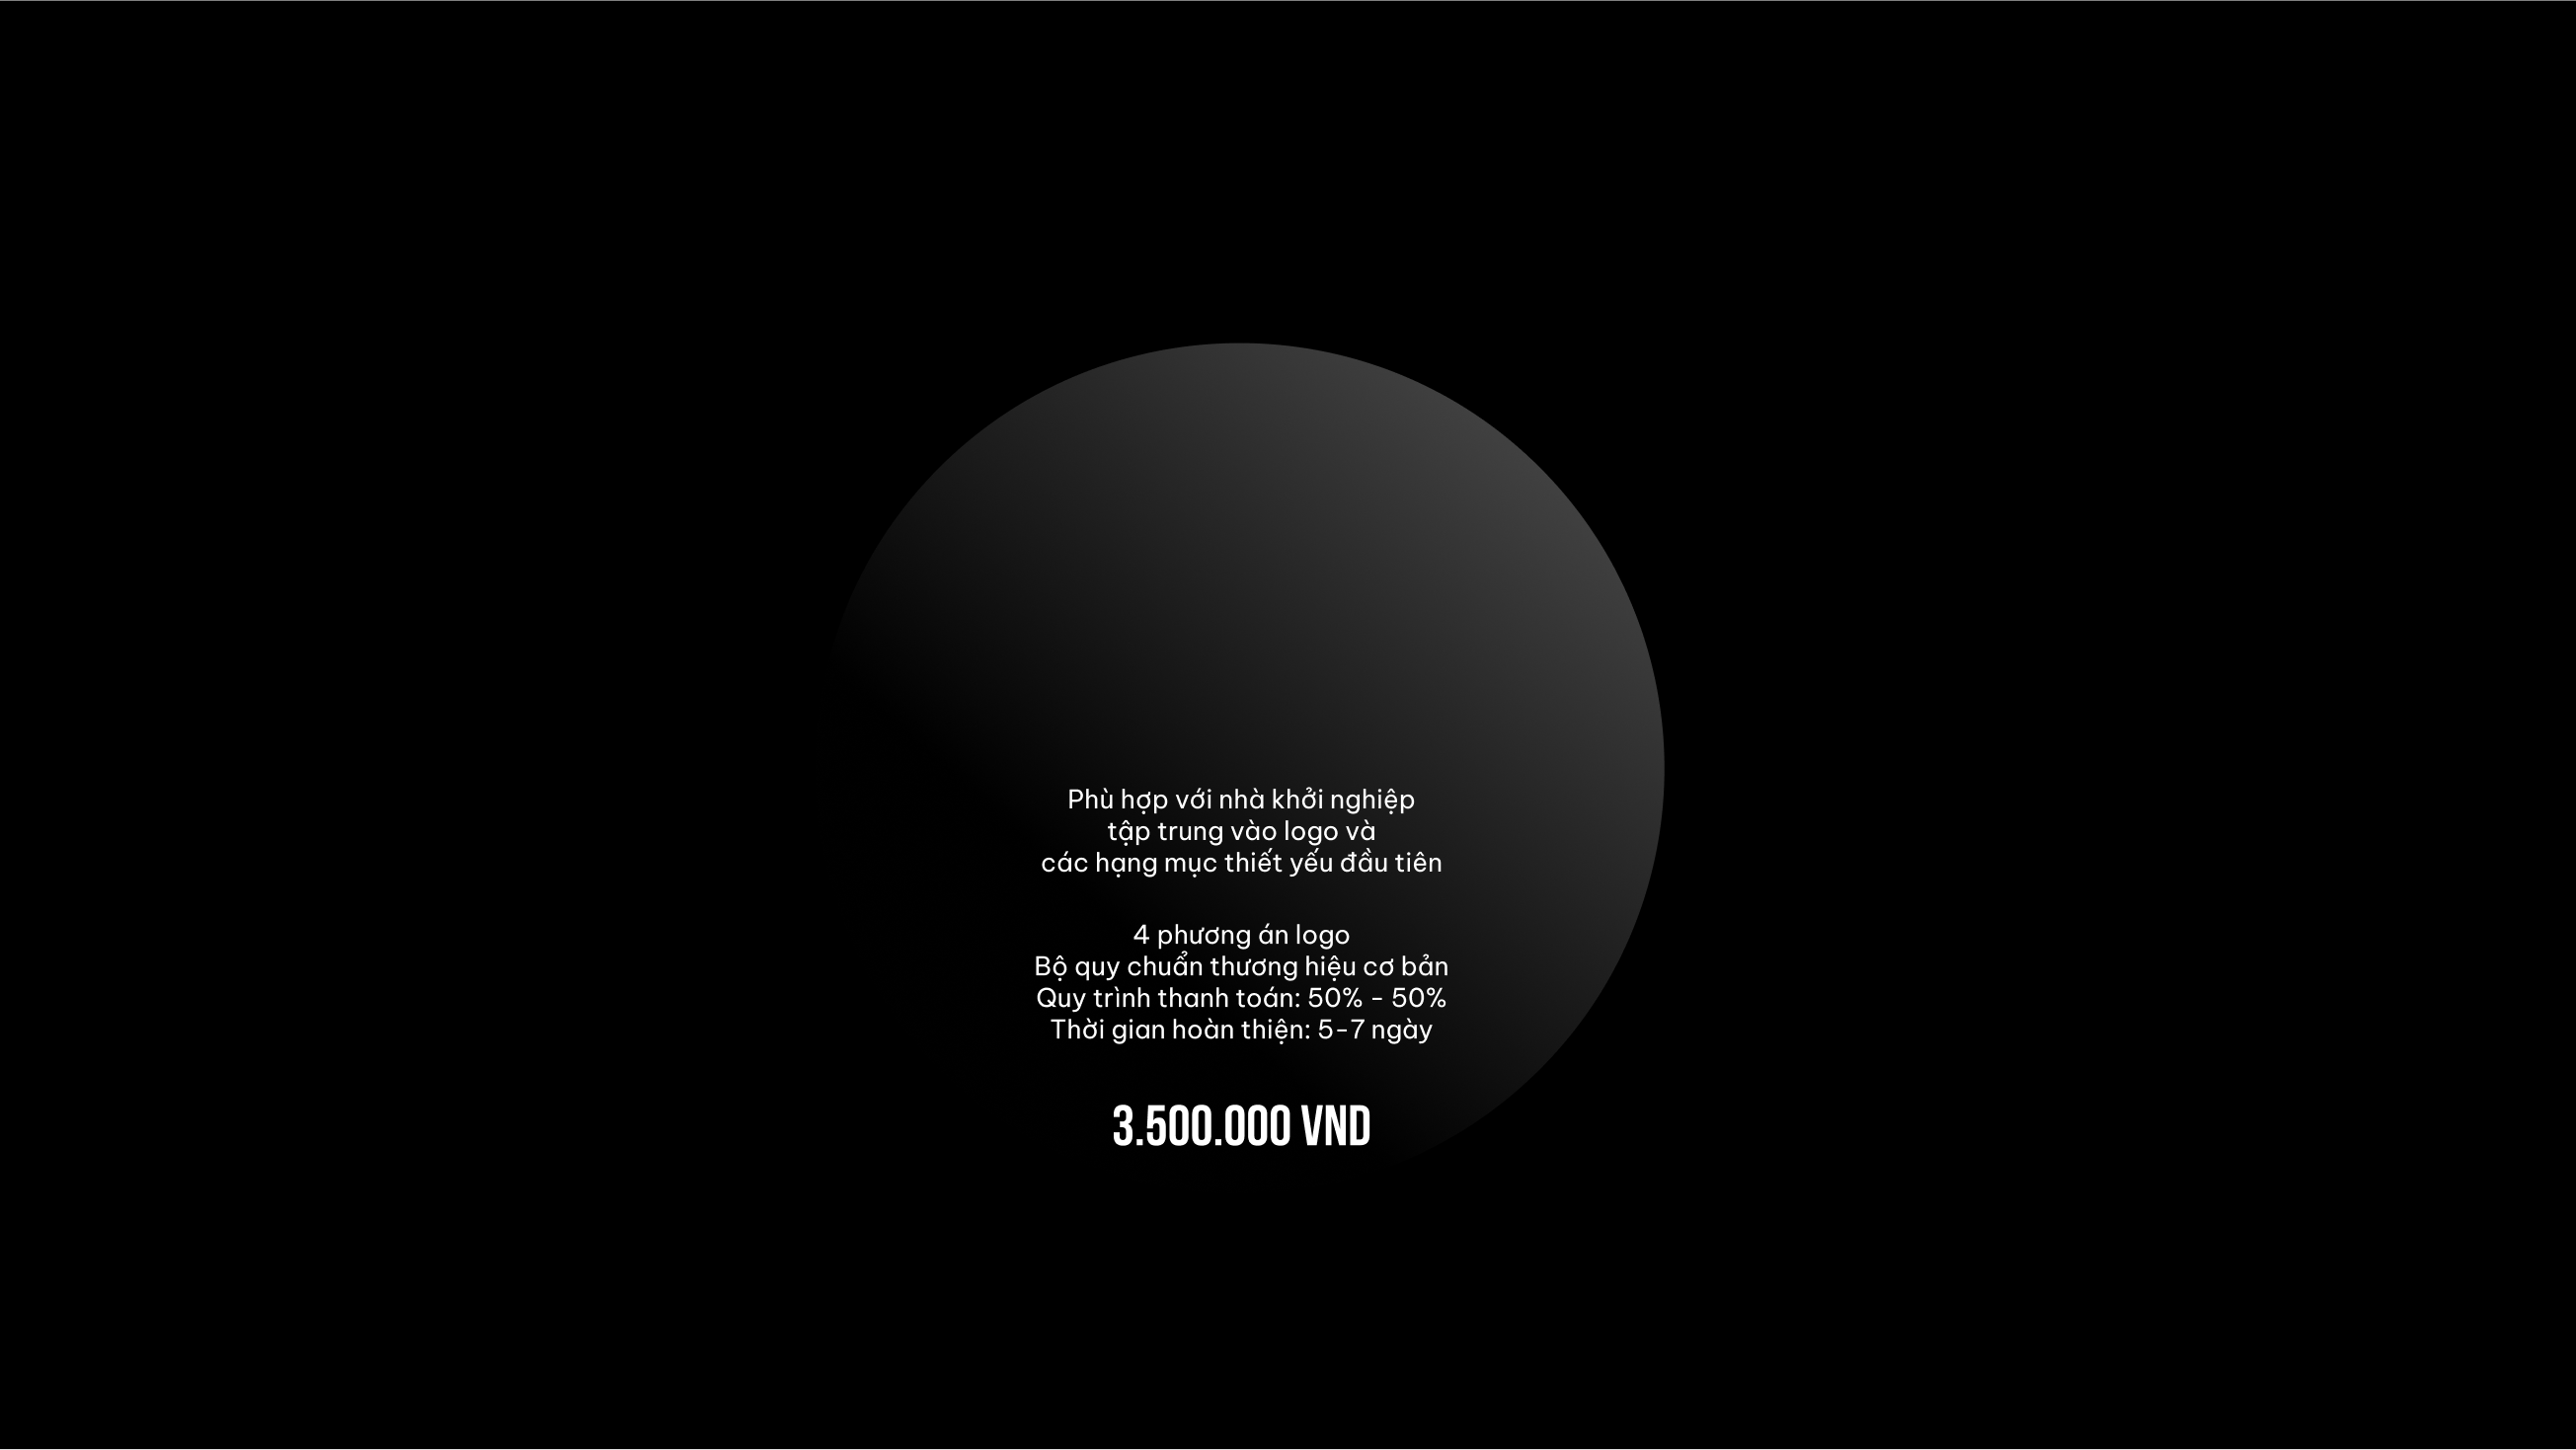 Phù hợp với nhà khởi nghiệp
tập trung vào logo và
các hạng mục thiết yếu đầu tiên
4 phương án logo
Bộ quy chuẩn thương hiệu cơ bản
Quy trình thanh toán: 50% - 50%
Thời gian hoàn thiện: 5-7 ngày
3.500.000 VND